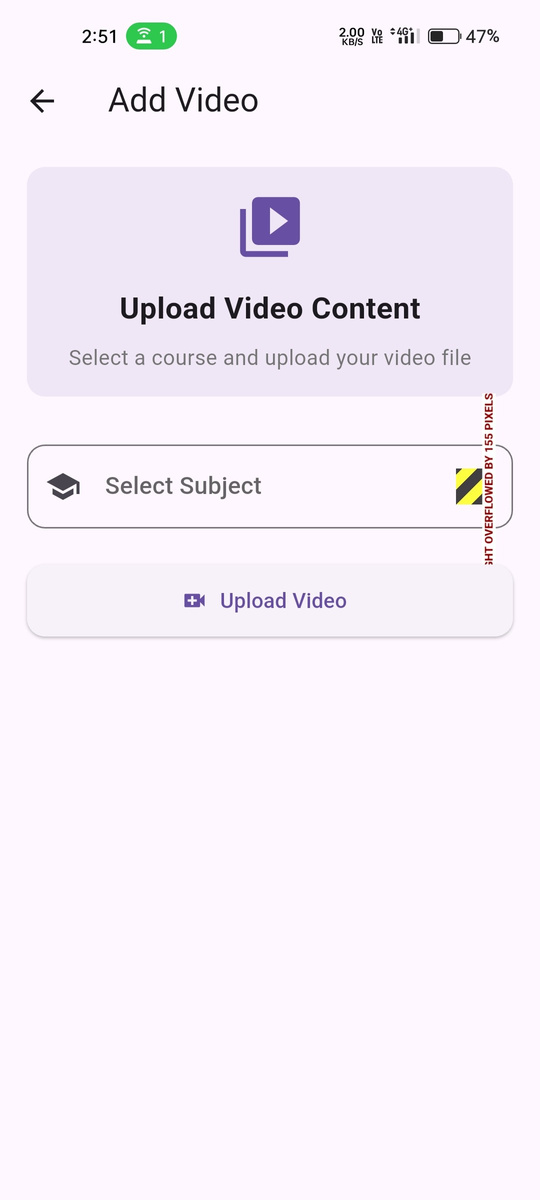 2:51 1 2.00 KB/S Vo LTE 4G+ 47%
Add Video
Upload Video Content
Select a course and upload your video file
OVERFLOWED BY 155 PIXELS
Select Subject
Upload Video